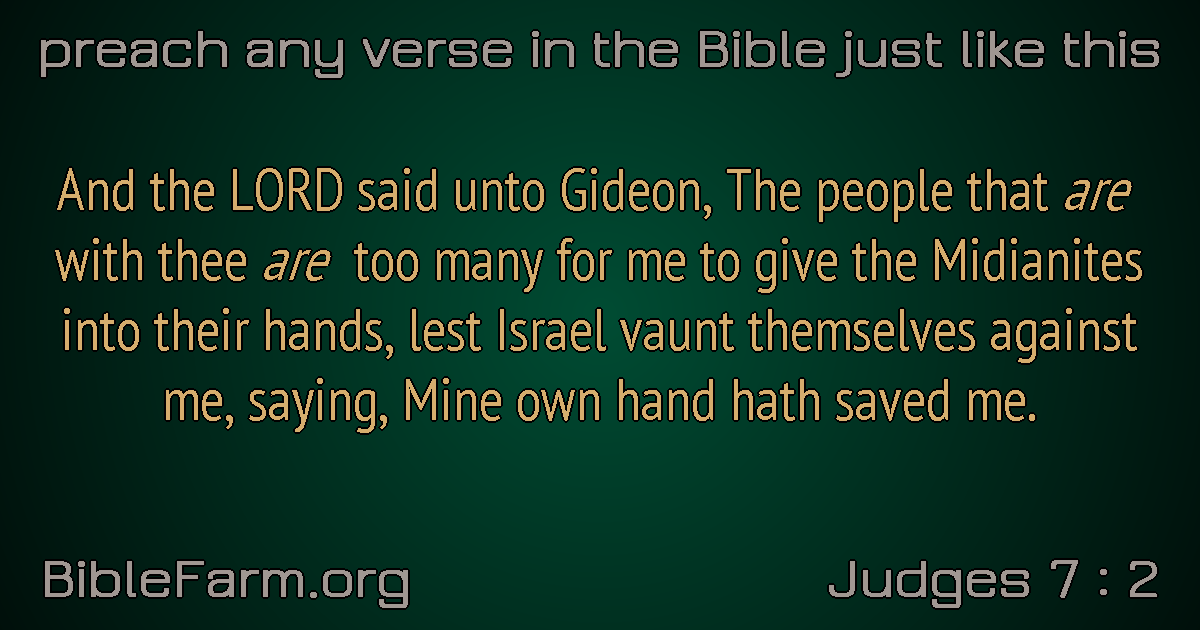 preach any verse in the Bible just like this
And the LORD said unto Gideon, The people that are
with thee are too many for me to give the Midianites
into their hands, lest Israel vaunt themselves against
me, saying, Mine own hand hath saved me.
BibleFarm.org
Judges 7 : 2